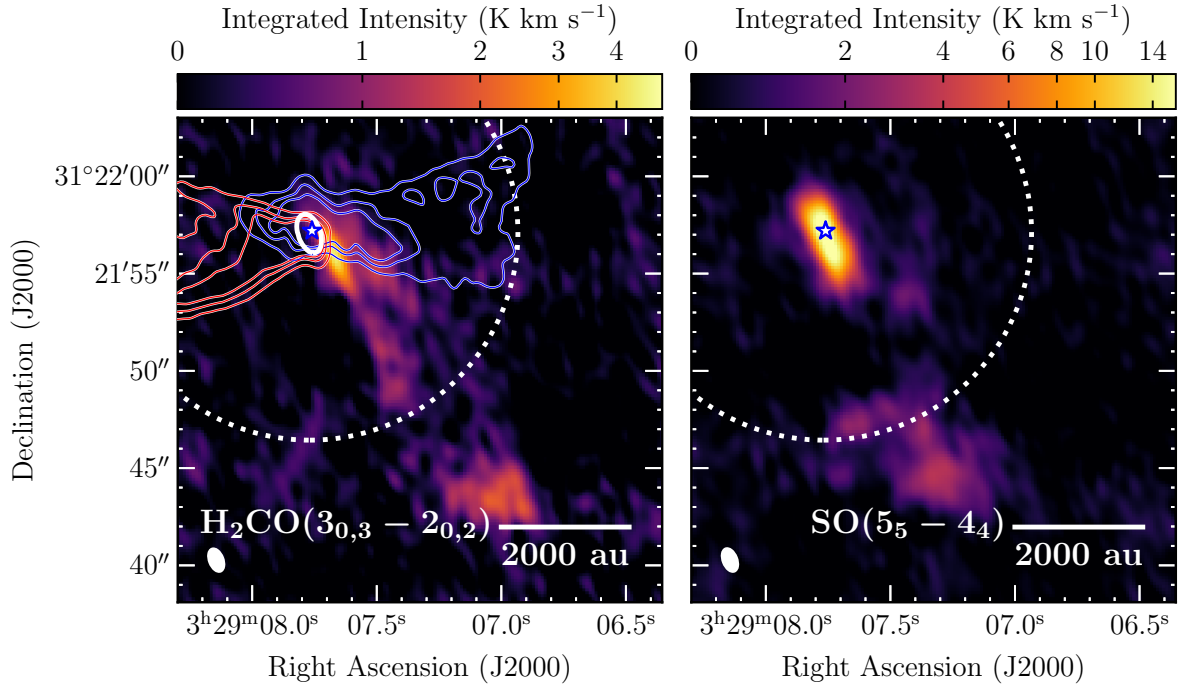 Integrated Intensity (K km s⁻¹)
0 1 2 3 4
Integrated Intensity (K km s⁻¹)
0 2 4 6 8 10 14
31°22′00″
21′55″
50″
45″
40″
Declination (J2000)
H₂CO(3₀,₃ − 2₀,₂)
2000 au
SO(5₅ − 4₄)
2000 au
3ʰ29ᵐ08.0ˢ 07.5ˢ 07.0ˢ 06.5ˢ
3ʰ29ᵐ08.0ˢ 07.5ˢ 07.0ˢ 06.5ˢ
Right Ascension (J2000)
Right Ascension (J2000)